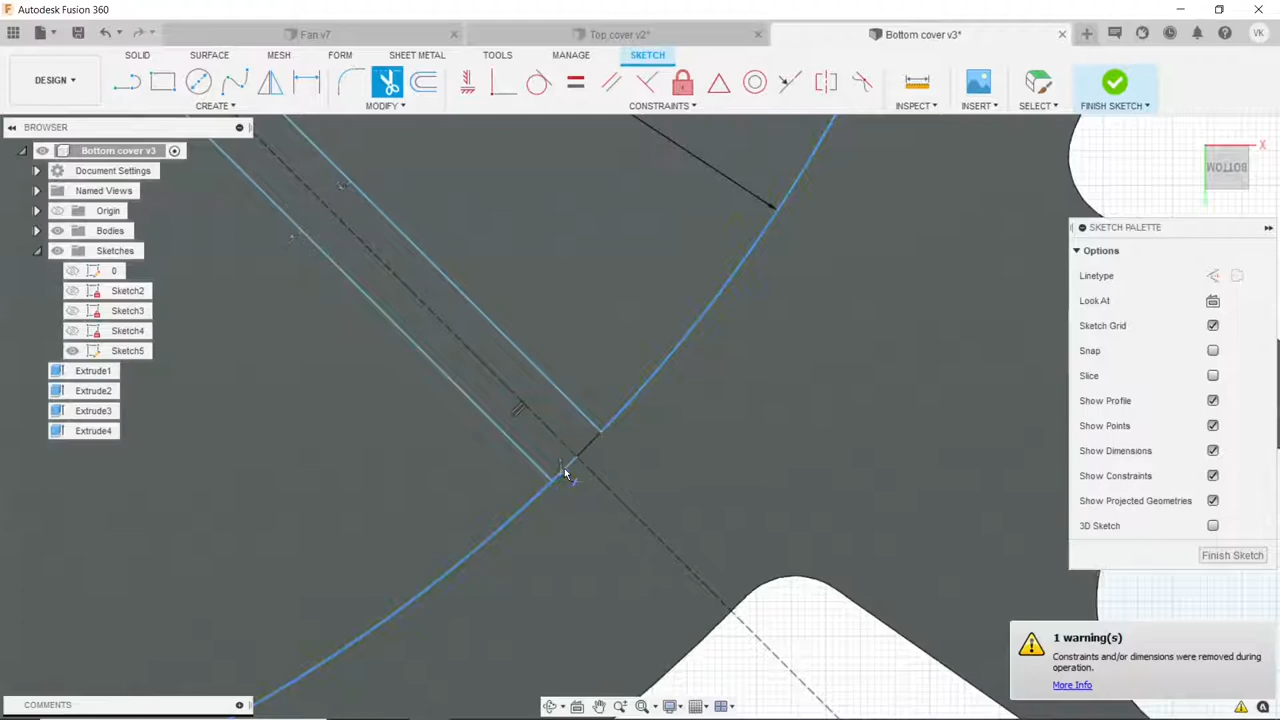 Autodesk Fusion 360
Fan v7
Top cover v2*
Bottom cover v3*
VK
DESIGN
SOLID
SURFACE
MESH
FORM
SHEET METAL
TOOLS
MANAGE
SKETCH
CREATE
MODIFY
CONSTRAINTS
INSPECT
INSERT
SELECT
FINISH SKETCH
BROWSER
Bottom cover v3
Document Settings
Named Views
Origin
Bodies
Sketches
0
Sketch2
Sketch3
Sketch4
Sketch5
Extrude1
Extrude2
Extrude3
Extrude4
X
BOTTOM
SKETCH PALETTE
Options
Linetype
Look At
Sketch Grid
Snap
Slice
Show Profile
Show Points
Show Dimensions
Show Constraints
Show Projected Geometries
3D Sketch
Finish Sketch
1 warning(s)
Constraints and/or dimensions were removed during
operation.
More Info
COMMENTS